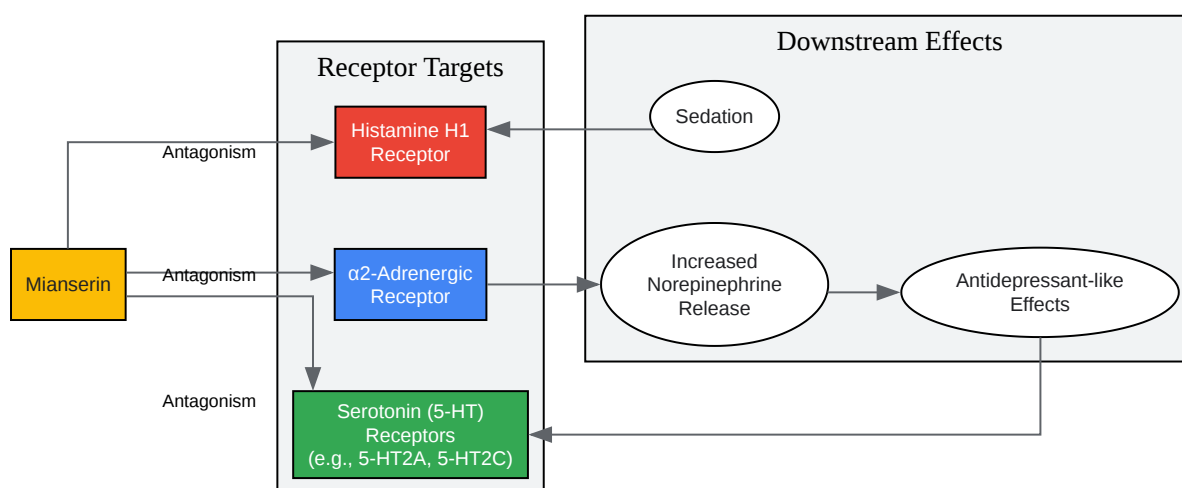 Downstream Effects
Receptor Targets
Sedation
Histamine H1
Receptor
Antagonism
Mianserin
Antagonism
α2-Adrenergic
Receptor
Increased
Norepinephrine
Release
Antidepressant-like
Effects
Antagonism
Serotonin (5-HT)
Receptors
(e.g., 5-HT2A, 5-HT2C)